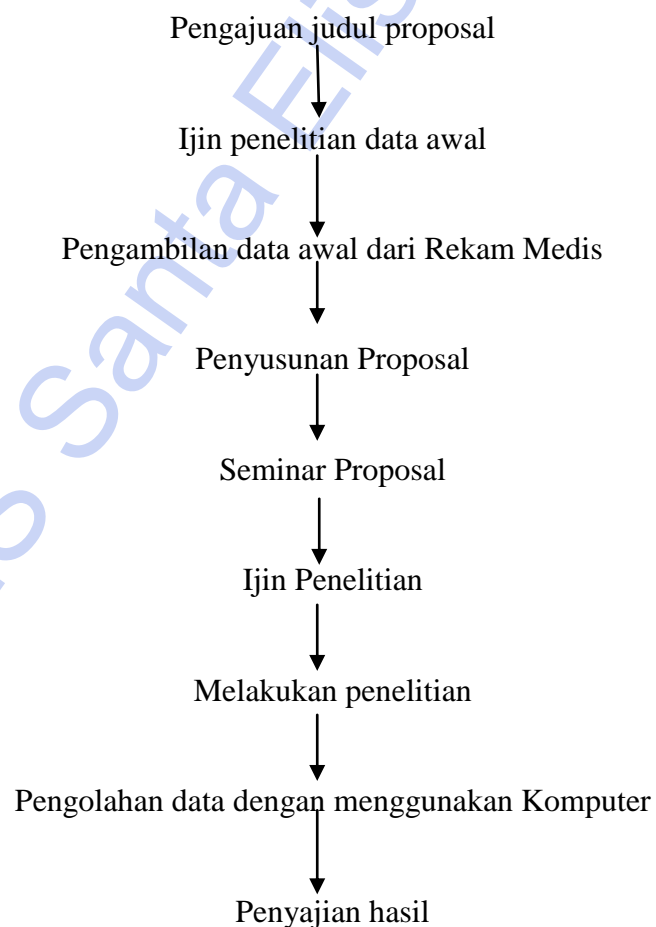 Pengajuan judul proposal
Ijin penelitian data awal
Pengambilan data awal dari Rekam Medis
Penyusunan Proposal
Seminar Proposal
Ijin Penelitian
Melakukan penelitian
Pengolahan data dengan menggunakan Komputer
Penyajian hasil
Santa